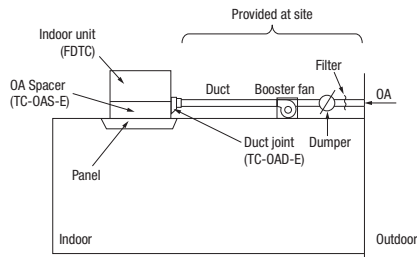 Provided at site
Indoor unit
(FDTC)
Filter
OA Spacer
(TC-OAS-E)
Duct
Booster fan
OA
Duct joint
(TC-OAD-E)
Dumper
Panel
Indoor
Outdoor